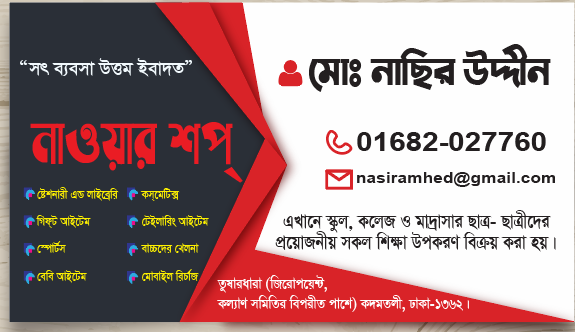 “সৎ ব্যবসা উত্তম ইবাদত”
নাওয়ার শপ্
ষ্টেশনারী এন্ড লাইব্রেরি
কস্মেটিক্স
গিফ্ট আইটেম
টেইলারিং আইটেম
স্পোর্টস
বাচ্চদের খেলনা
বেবি আইটেম
মোবাইল রিচার্জ
মোঃ নাছির উদ্দীন
01682-027760
nasiramhed@gmail.com
এখানে স্কুল, কলেজ ও মাদ্রাসার ছাত্র- ছাত্রীদের
প্রয়োজনীয় সকল শিক্ষা উপকরণ বিক্রয় করা হয়।
তুষারধারা (জিরোপয়েন্ট,
কল্যাণ সমিতির বিপরীত পাশে) কদমতলী, ঢাকা-১৩৬২।